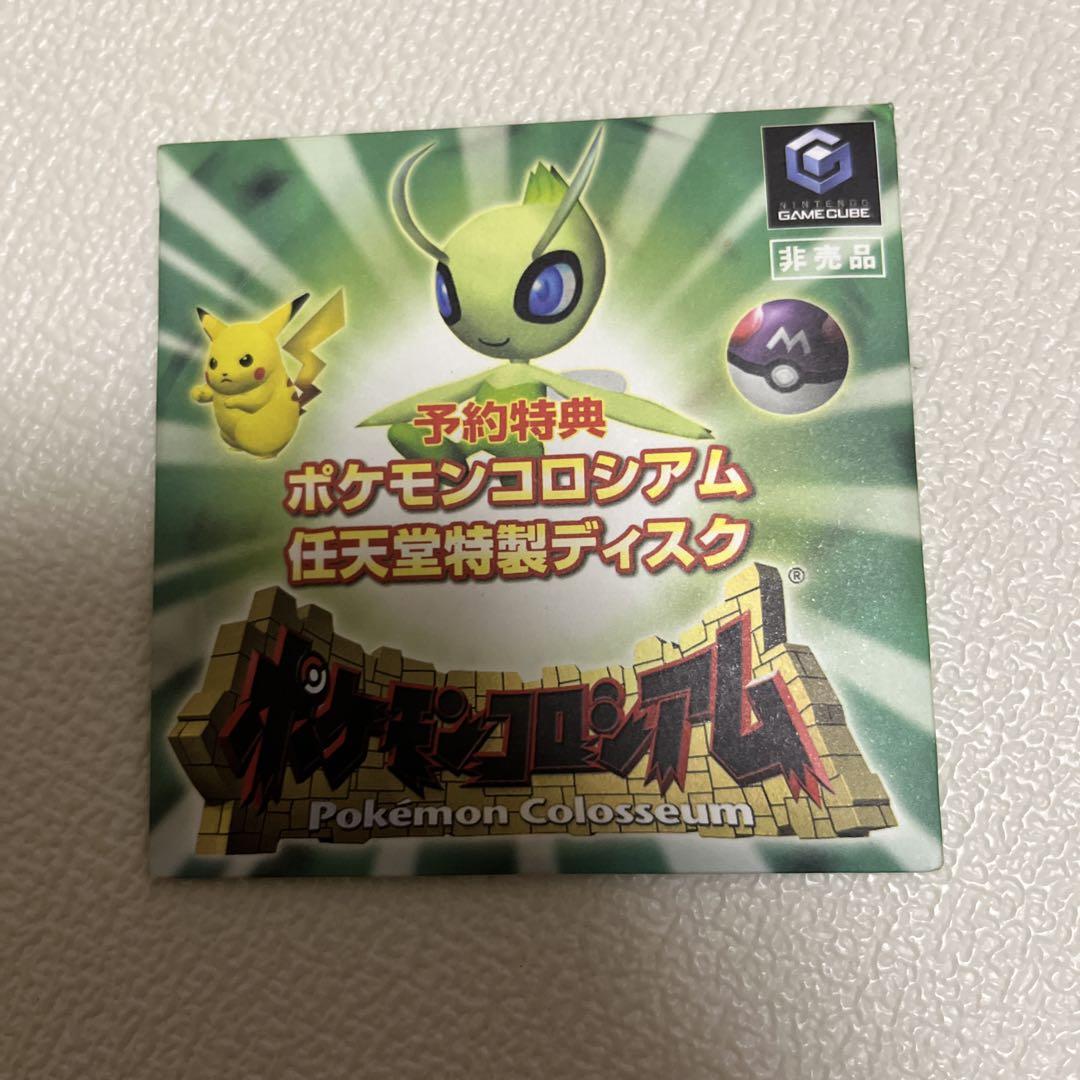 NINTENDO
GAMECUBE
非売品
M
予約特典
ポケモンコロシアム
任天堂特製ディスク
®
ポケモンコロシアム
Pokémon Colosseum